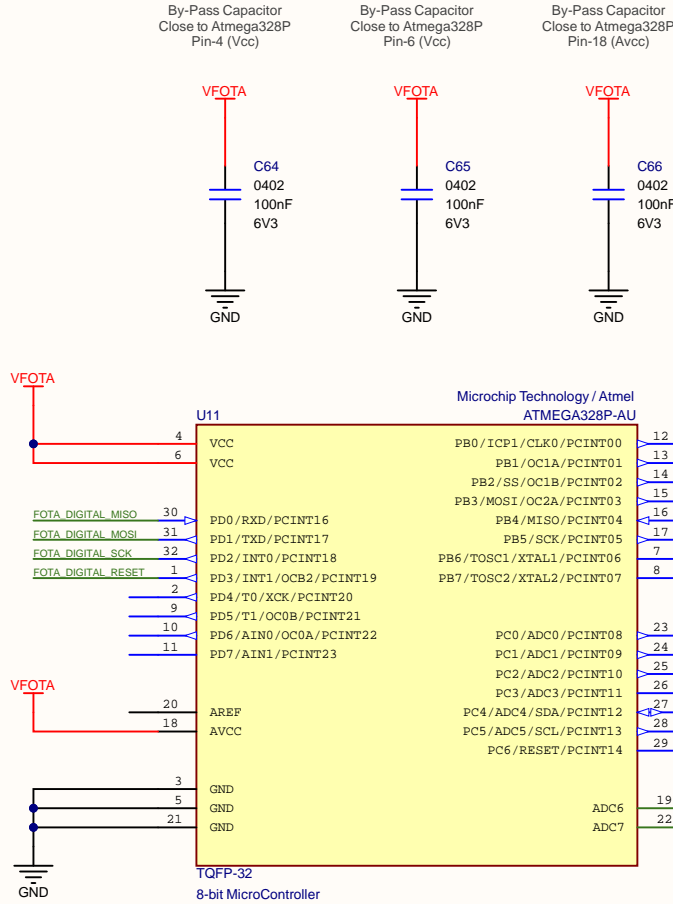 By-Pass Capacitor
Close to Atmega328P
Pin-4 (Vcc)
By-Pass Capacitor
Close to Atmega328P
Pin-6 (Vcc)
By-Pass Capacitor
Close to Atmega328P
Pin-18 (Avcc)
VFOTA
VFOTA
VFOTA
C64
0402
100nF
6V3
C65
0402
100nF
6V3
C66
0402
100nF
6V3
GND
GND
GND
VFOTA
Microchip Technology / Atmel
U11
ATMEGA328P-AU
4 VCC
6 VCC
FOTA_DIGITAL_MISO 30 PD0/RXD/PCINT16
FOTA_DIGITAL_MOSI 31 PD1/TXD/PCINT17
FOTA_DIGITAL_SCK 32 PD2/INT0/PCINT18
FOTA_DIGITAL_RESET 1 PD3/INT1/OCB2/PCINT19
2 PD4/T0/XCK/PCINT20
9 PD5/T1/OC0B/PCINT21
10 PD6/AIN0/OC0A/PCINT22
11 PD7/AIN1/PCINT23
VFOTA
20 AREF
18 AVCC
3 GND
5 GND
21 GND
GND
PB0/ICP1/CLK0/PCINT00 12
PB1/OC1A/PCINT01 13
PB2/SS/OC1B/PCINT02 14
PB3/MOSI/OC2A/PCINT03 15
PB4/MISO/PCINT04 16
PB5/SCK/PCINT05 17
PB6/TOSC1/XTAL1/PCINT06 7
PB7/TOSC2/XTAL2/PCINT07 8
PC0/ADC0/PCINT08 23
PC1/ADC1/PCINT09 24
PC2/ADC2/PCINT10 25
PC3/ADC3/PCINT11 26
PC4/ADC4/SDA/PCINT12 27
PC5/ADC5/SCL/PCINT13 28
PC6/RESET/PCINT14 29
ADC6 19
ADC7 22
TQFP-32
8-bit MicroController